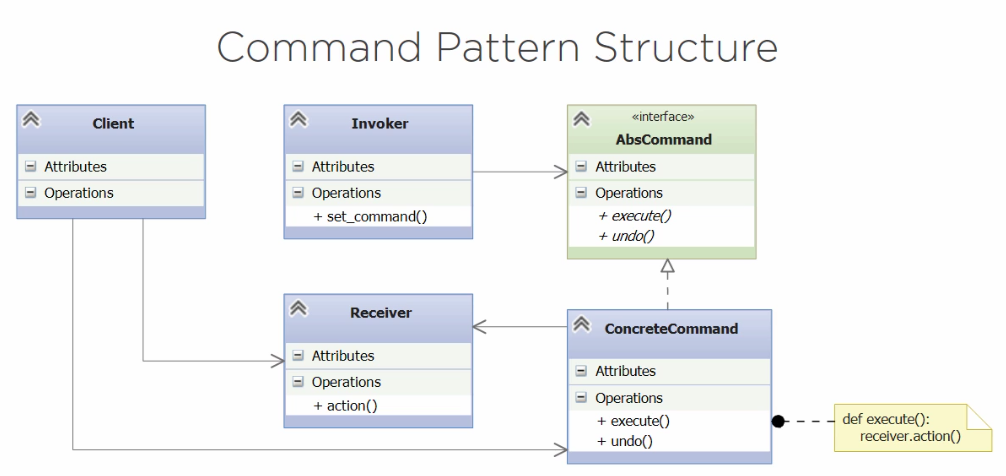 Command Pattern Structure
Client
Attributes
Operations
Invoker
Attributes
Operations
+ set_command()
«interface»
AbsCommand
Attributes
Operations
+ execute()
+ undo()
Receiver
Attributes
Operations
+ action()
ConcreteCommand
Attributes
Operations
+ execute()
+ undo()
def execute():
receiver.action()